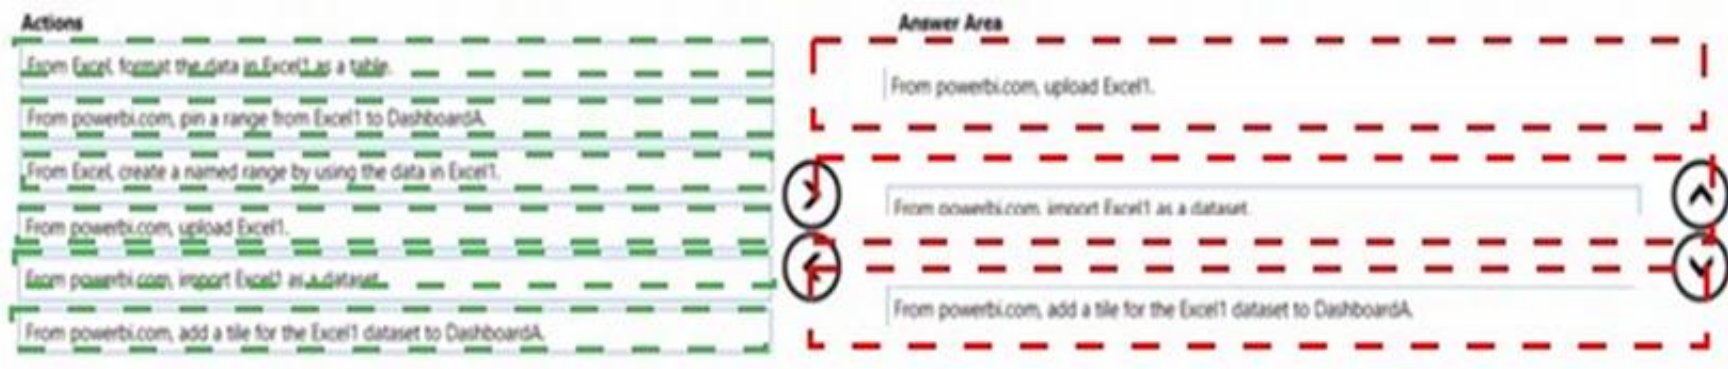 Actions
From Excel, format the data in Excel1 as a table.
From powerbi.com, pin a range from Excel1 to DashboardA.
From Excel, create a named range by using the data in Excel1.
From powerbi.com, upload Excel1.
From powerbi.com, import Excel1 as a dataset.
From powerbi.com, add a tile for the Excel1 dataset to DashboardA.
Answer Area
From powerbi.com, upload Excel1.
From powerbi.com, import Excel1 as a dataset.
From powerbi.com, add a tile for the Excel1 dataset to DashboardA.